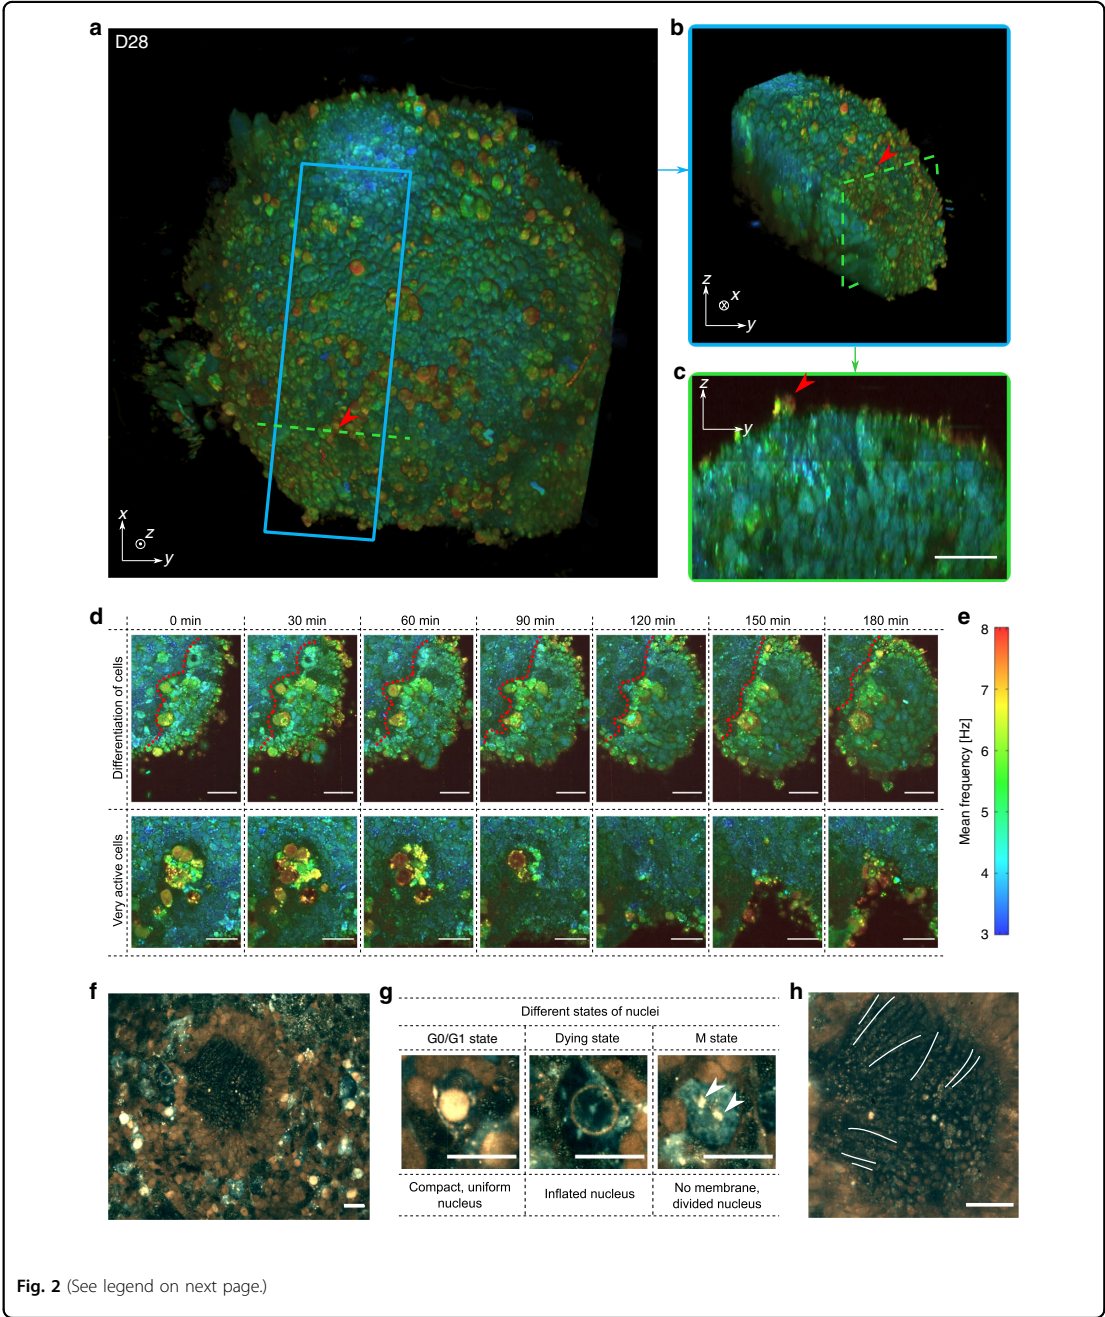 a
D28
x
z
y
b
z
x
y
c
z
y
d
0 min 30 min 60 min 90 min 120 min 150 min 180 min
Differentiation of cells
Very active cells
e
8
7
6
5
4
3
Mean frequency [Hz]
f
g
Different states of nuclei
G0/G1 state Dying state M state
Compact, uniform
nucleus
Inflated nucleus
No membrane,
divided nucleus
h
Fig. 2 (See legend on next page.)